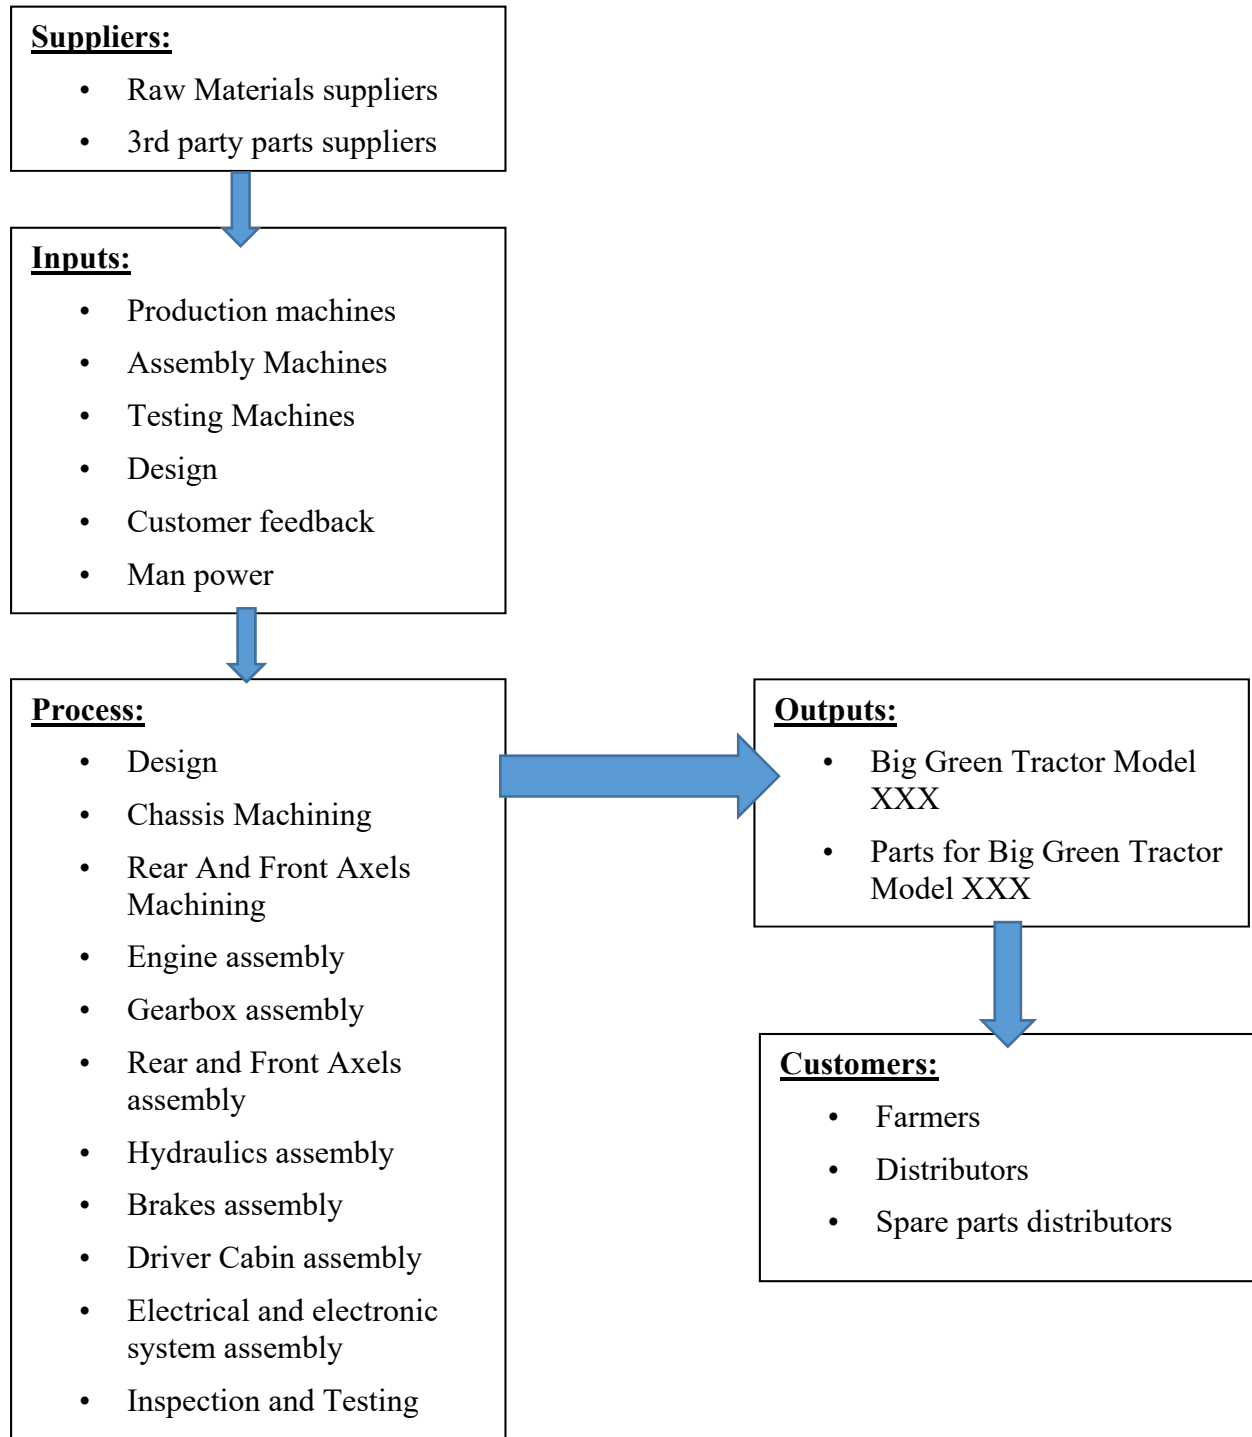 Suppliers:
• Raw Materials suppliers
• 3rd party parts suppliers
Inputs:
• Production machines
• Assembly Machines
• Testing Machines
• Design
• Customer feedback
• Man power
Process:
• Design
• Chassis Machining
• Rear And Front Axels
Machining
• Engine assembly
• Gearbox assembly
• Rear and Front Axels
assembly
• Hydraulics assembly
• Brakes assembly
• Driver Cabin assembly
• Electrical and electronic
system assembly
• Inspection and Testing
Outputs:
• Big Green Tractor Model
XXX
• Parts for Big Green Tractor
Model XXX
Customers:
• Farmers
• Distributors
• Spare parts distributors